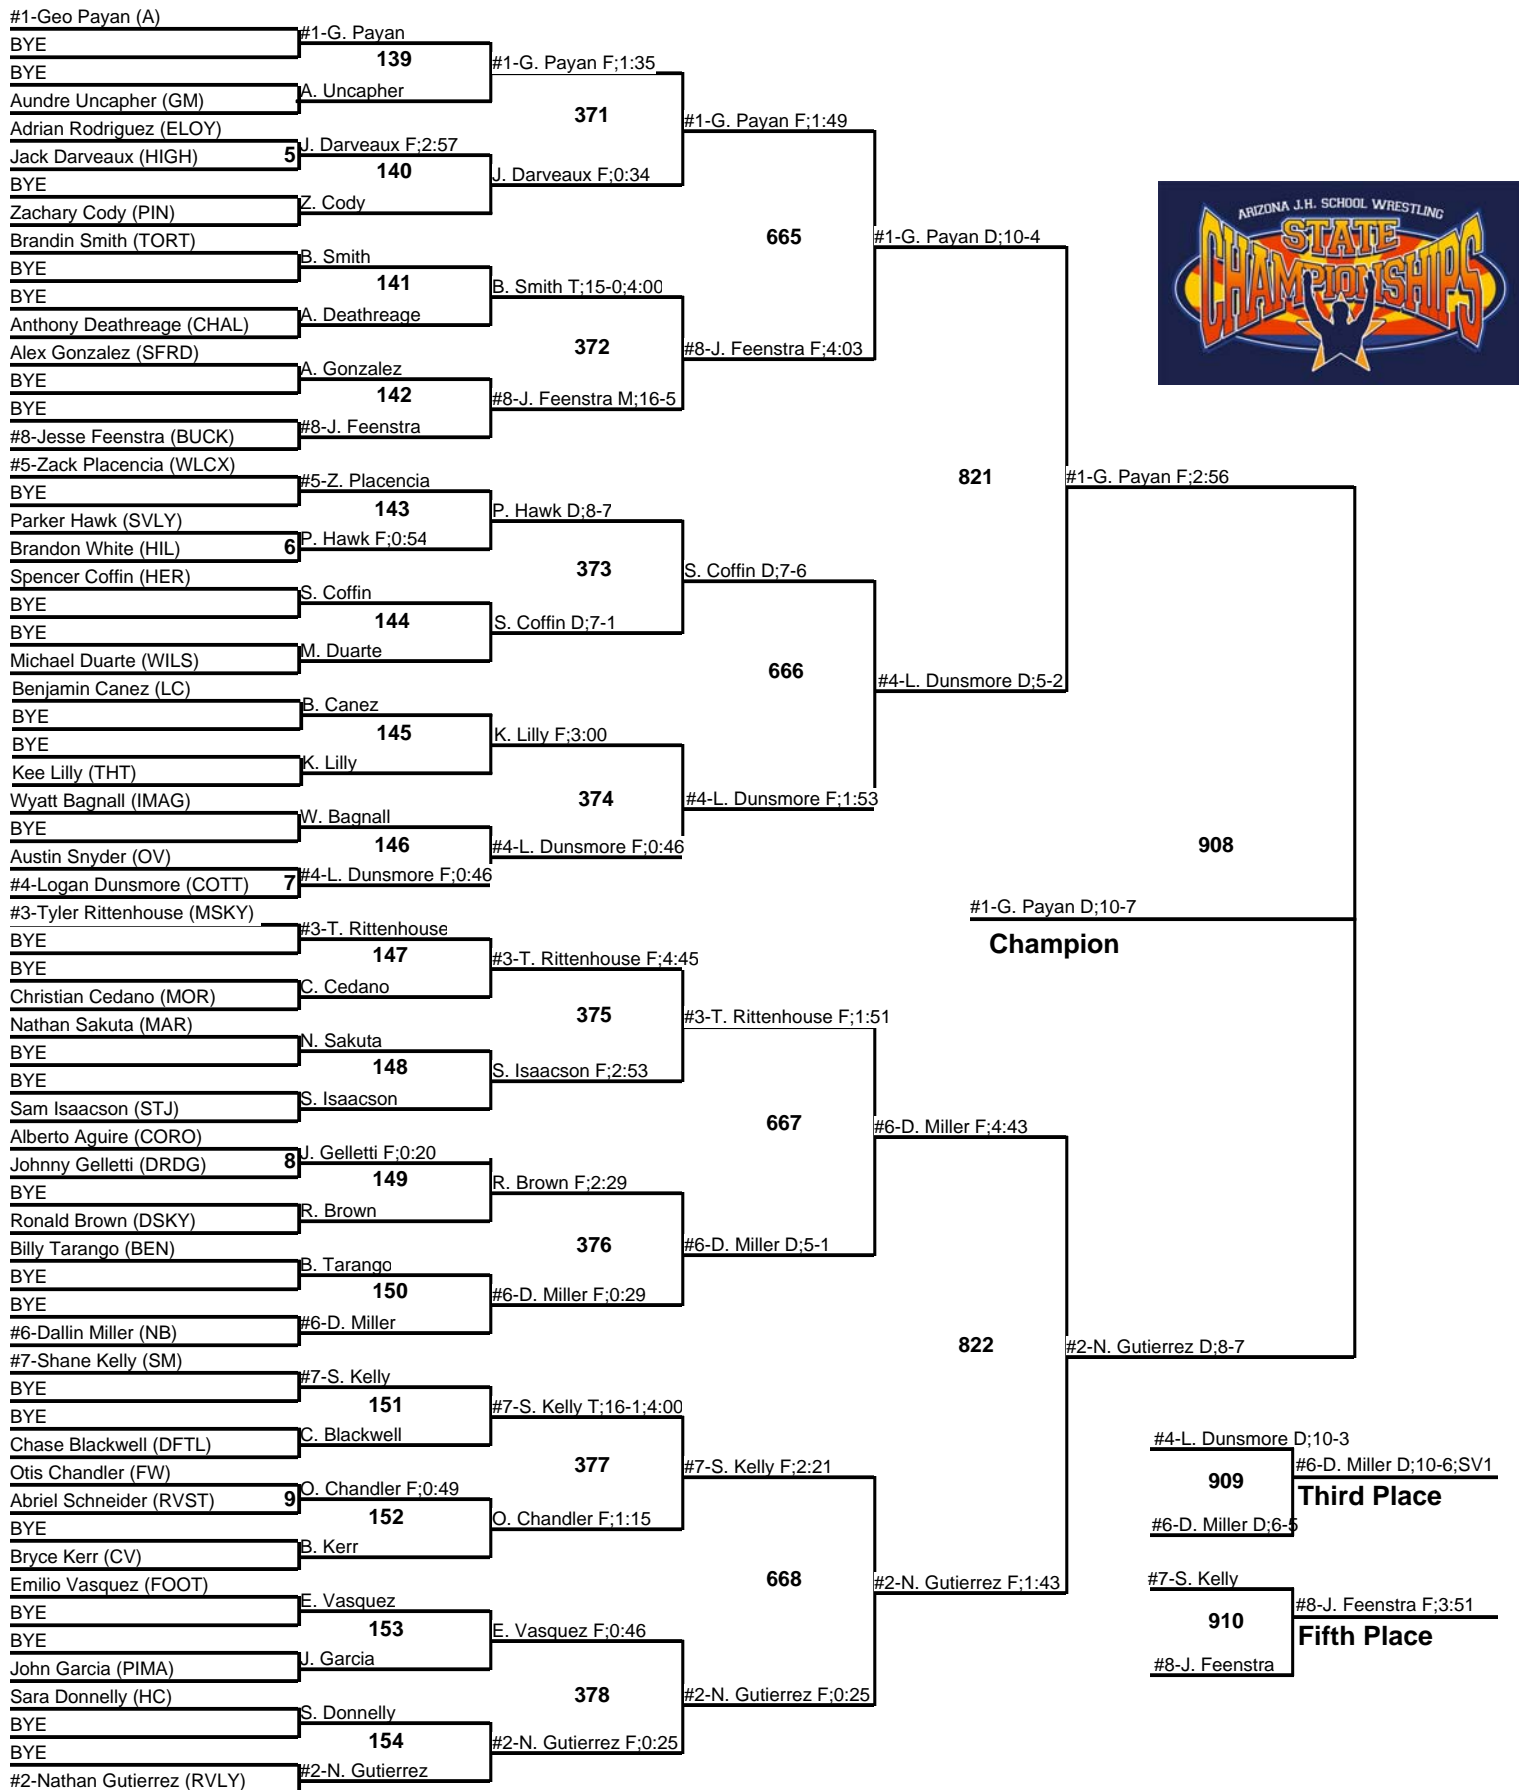 #1-Geo Payan (A)
BYE
BYE
Aundre Uncapher (GM)
Adrian Rodriguez (ELOY)
Jack Darveaux (HIGH)
5
BYE
Zachary Cody (PIN)
Brandin Smith (TORT)
BYE
BYE
Anthony Deathreage (CHAL)
Alex Gonzalez (SFRD)
BYE
BYE
#8-Jesse Feenstra (BUCK)
#5-Zack Placencia (WLCX)
BYE
Parker Hawk (SVLY)
Brandon White (HIL)
6
Spencer Coffin (HER)
BYE
BYE
Michael Duarte (WILS)
Benjamin Canez (LC)
BYE
BYE
Kee Lilly (THT)
Wyatt Bagnall (IMAG)
BYE
Austin Snyder (OV)
#4-Logan Dunsmore (COTT)
7
#3-Tyler Rittenhouse (MSKY)
BYE
BYE
Christian Cedano (MOR)
Nathan Sakuta (MAR)
BYE
BYE
Sam Isaacson (STJ)
Alberto Aguire (CORO)
Johnny Gelletti (DRDG)
8
BYE
Ronald Brown (DSKY)
Billy Tarango (BEN)
BYE
BYE
#6-Dallin Miller (NB)
#7-Shane Kelly (SM)
BYE
BYE
Chase Blackwell (DFTL)
Otis Chandler (FW)
Abriel Schneider (RVST)
9
BYE
Bryce Kerr (CV)
Emilio Vasquez (FOOT)
BYE
BYE
John Garcia (PIMA)
Sara Donnelly (HC)
BYE
BYE
#2-Nathan Gutierrez (RVLY)
#1-G. Payan
139
A. Uncapher
J. Darveaux F;2:57
140
Z. Cody
B. Smith
141
A. Deathreage
A. Gonzalez
142
#8-J. Feenstra
#5-Z. Placencia
143
P. Hawk F;0:54
S. Coffin
144
M. Duarte
B. Canez
145
K. Lilly
W. Bagnall
146
#4-L. Dunsmore F;0:46
#3-T. Rittenhouse
147
C. Cedano
N. Sakuta
148
S. Isaacson
J. Gelletti F;0:20
149
R. Brown
B. Tarango
150
#6-D. Miller
#7-S. Kelly
151
C. Blackwell
O. Chandler F;0:49
152
B. Kerr
E. Vasquez
153
J. Garcia
S. Donnelly
154
#2-N. Gutierrez
#1-G. Payan F;1:35
371
J. Darveaux F;0:34
B. Smith T;15-0;4:00
372
#8-J. Feenstra M;16-5
P. Hawk D;8-7
373
S. Coffin D;7-1
K. Lilly F;3:00
374
#4-L. Dunsmore F;0:46
#3-T. Rittenhouse F;4:45
375
S. Isaacson F;2:53
R. Brown F;2:29
376
#6-D. Miller F;0:29
#7-S. Kelly T;16-1;4:00
377
O. Chandler F;1:15
E. Vasquez F;0:46
378
#2-N. Gutierrez F;0:25
#1-G. Payan F;1:49
665
#8-J. Feenstra F;4:03
S. Coffin D;7-6
666
#4-L. Dunsmore F;1:53
#3-T. Rittenhouse F;1:51
667
#6-D. Miller D;5-1
#7-S. Kelly F;2:21
668
#2-N. Gutierrez F;0:25
#1-G. Payan D;10-4
821
#4-L. Dunsmore D;5-2
#6-D. Miller F;4:43
822
#2-N. Gutierrez F;1:43
#1-G. Payan F;2:56
908
#2-N. Gutierrez D;8-7
#1-G. Payan D;10-7
Champion
ARIZONA J.H. SCHOOL WRESTLING
STATE
CHAMPIONSHIPS
#4-L. Dunsmore D;10-3
909
#6-D. Miller D;6-5
#6-D. Miller D;10-6;SV1
Third Place
#7-S. Kelly
910
#8-J. Feenstra
#8-J. Feenstra F;3:51
Fifth Place